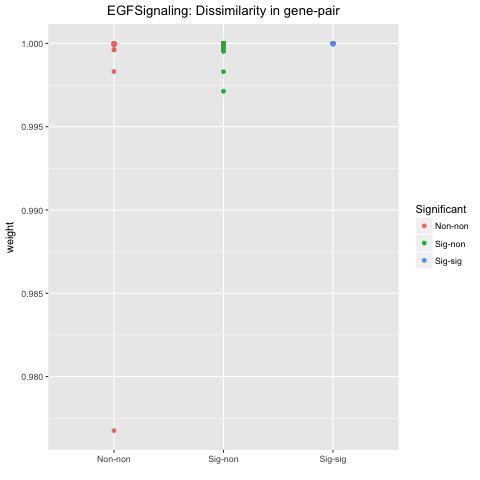 EGFSignaling: Dissimilarity in gene-pair
1.000
0.995
0.990
0.985
0.980
weight
Non-non
Sig-non
Sig-sig
Significant
Non-non
Sig-non
Sig-sig